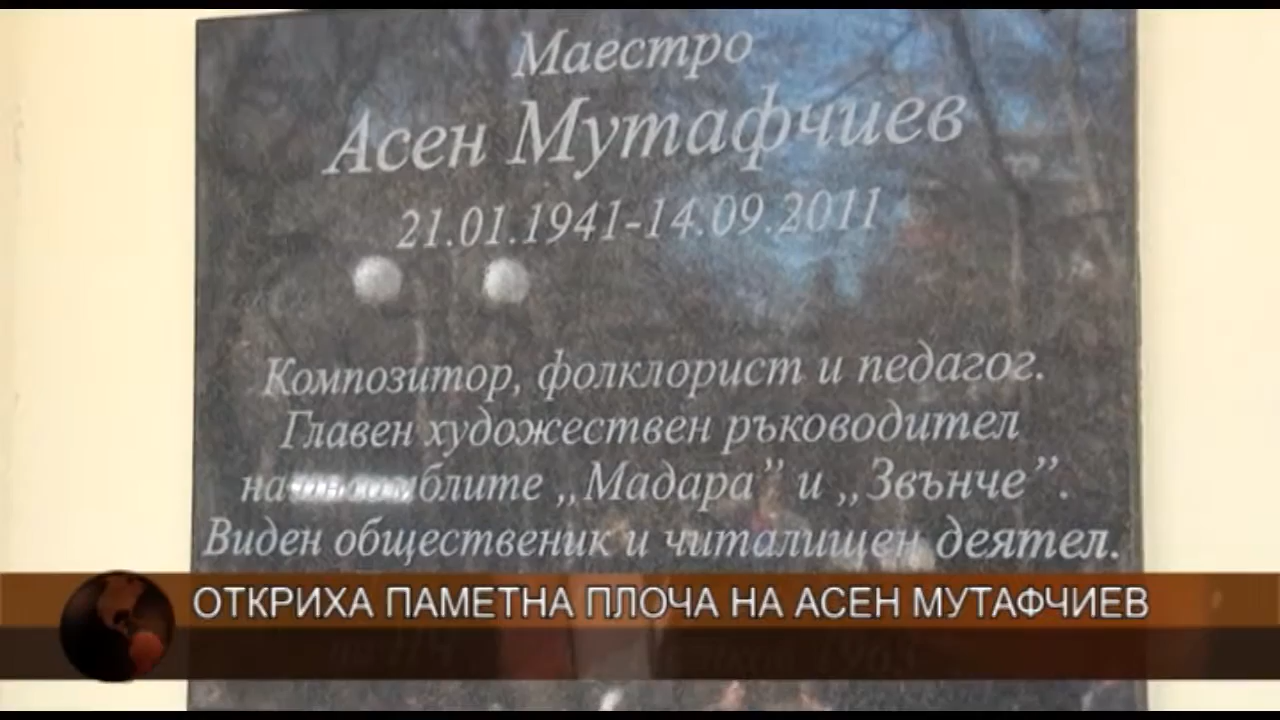 Маестро
Асен Мутафчиев
21.01.1941-14.09.2011
Композитор, фолклорист и педагог.
Главен художествен ръководител
на ансамблите „Мадара” и „Звънче”.
Виден общественик и читалищен деятел.
ОТКРИХА ПАМЕТНА ПЛОЧА НА АСЕН МУТАФЧИЕВ